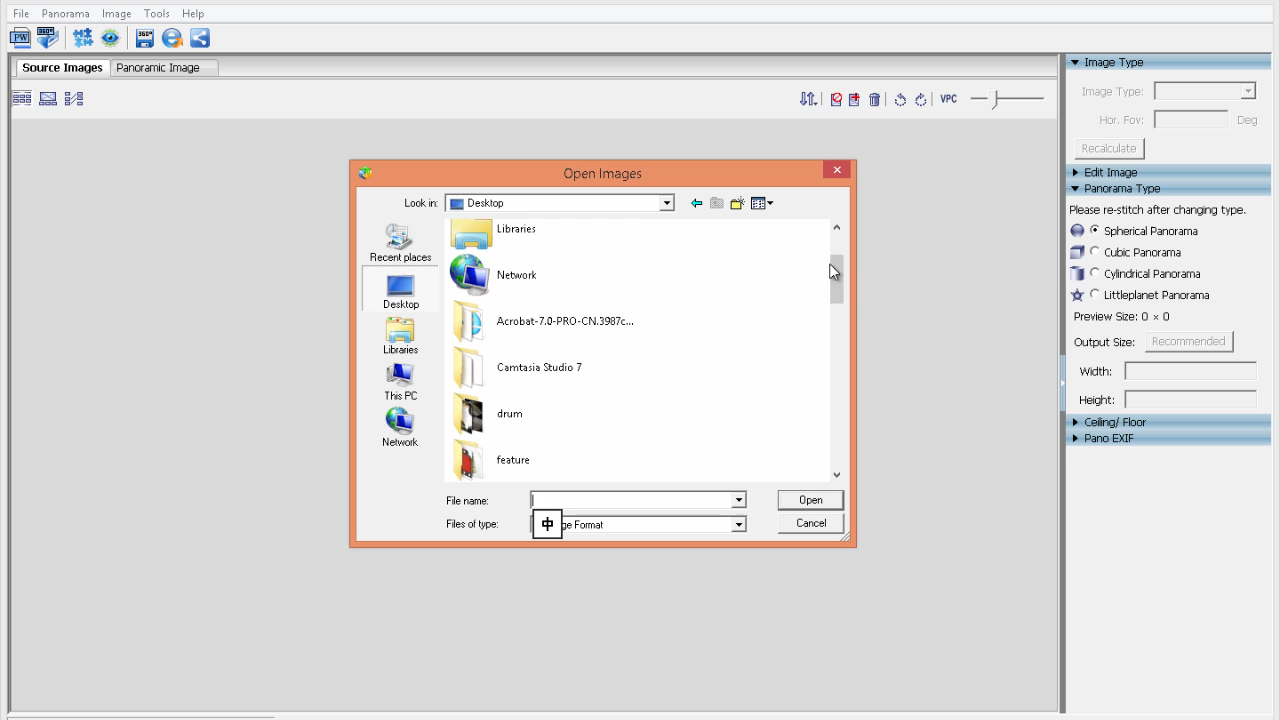 File Panorama Image Tools Help
PW 360° 360°
Source Images Panoramic Image
VPC
Open Images
Look in: Desktop
Recent places
Desktop
Libraries
This PC
Network
Libraries
Network
Acrobat-7.0-PRO-CN.3987c...
Camtasia Studio 7
drum
feature
File name:
Open
Files of type: ge Format
中
Cancel
Image Type
Image Type:
Hor. Fov: Deg
Recalculate
Edit Image
Panorama Type
Please re-stitch after changing type.
Spherical Panorama
Cubic Panorama
Cylindrical Panorama
Littleplanet Panorama
Preview Size: 0 × 0
Output Size: Recommended
Width:
Height:
Ceiling/ Floor
Pano EXIF